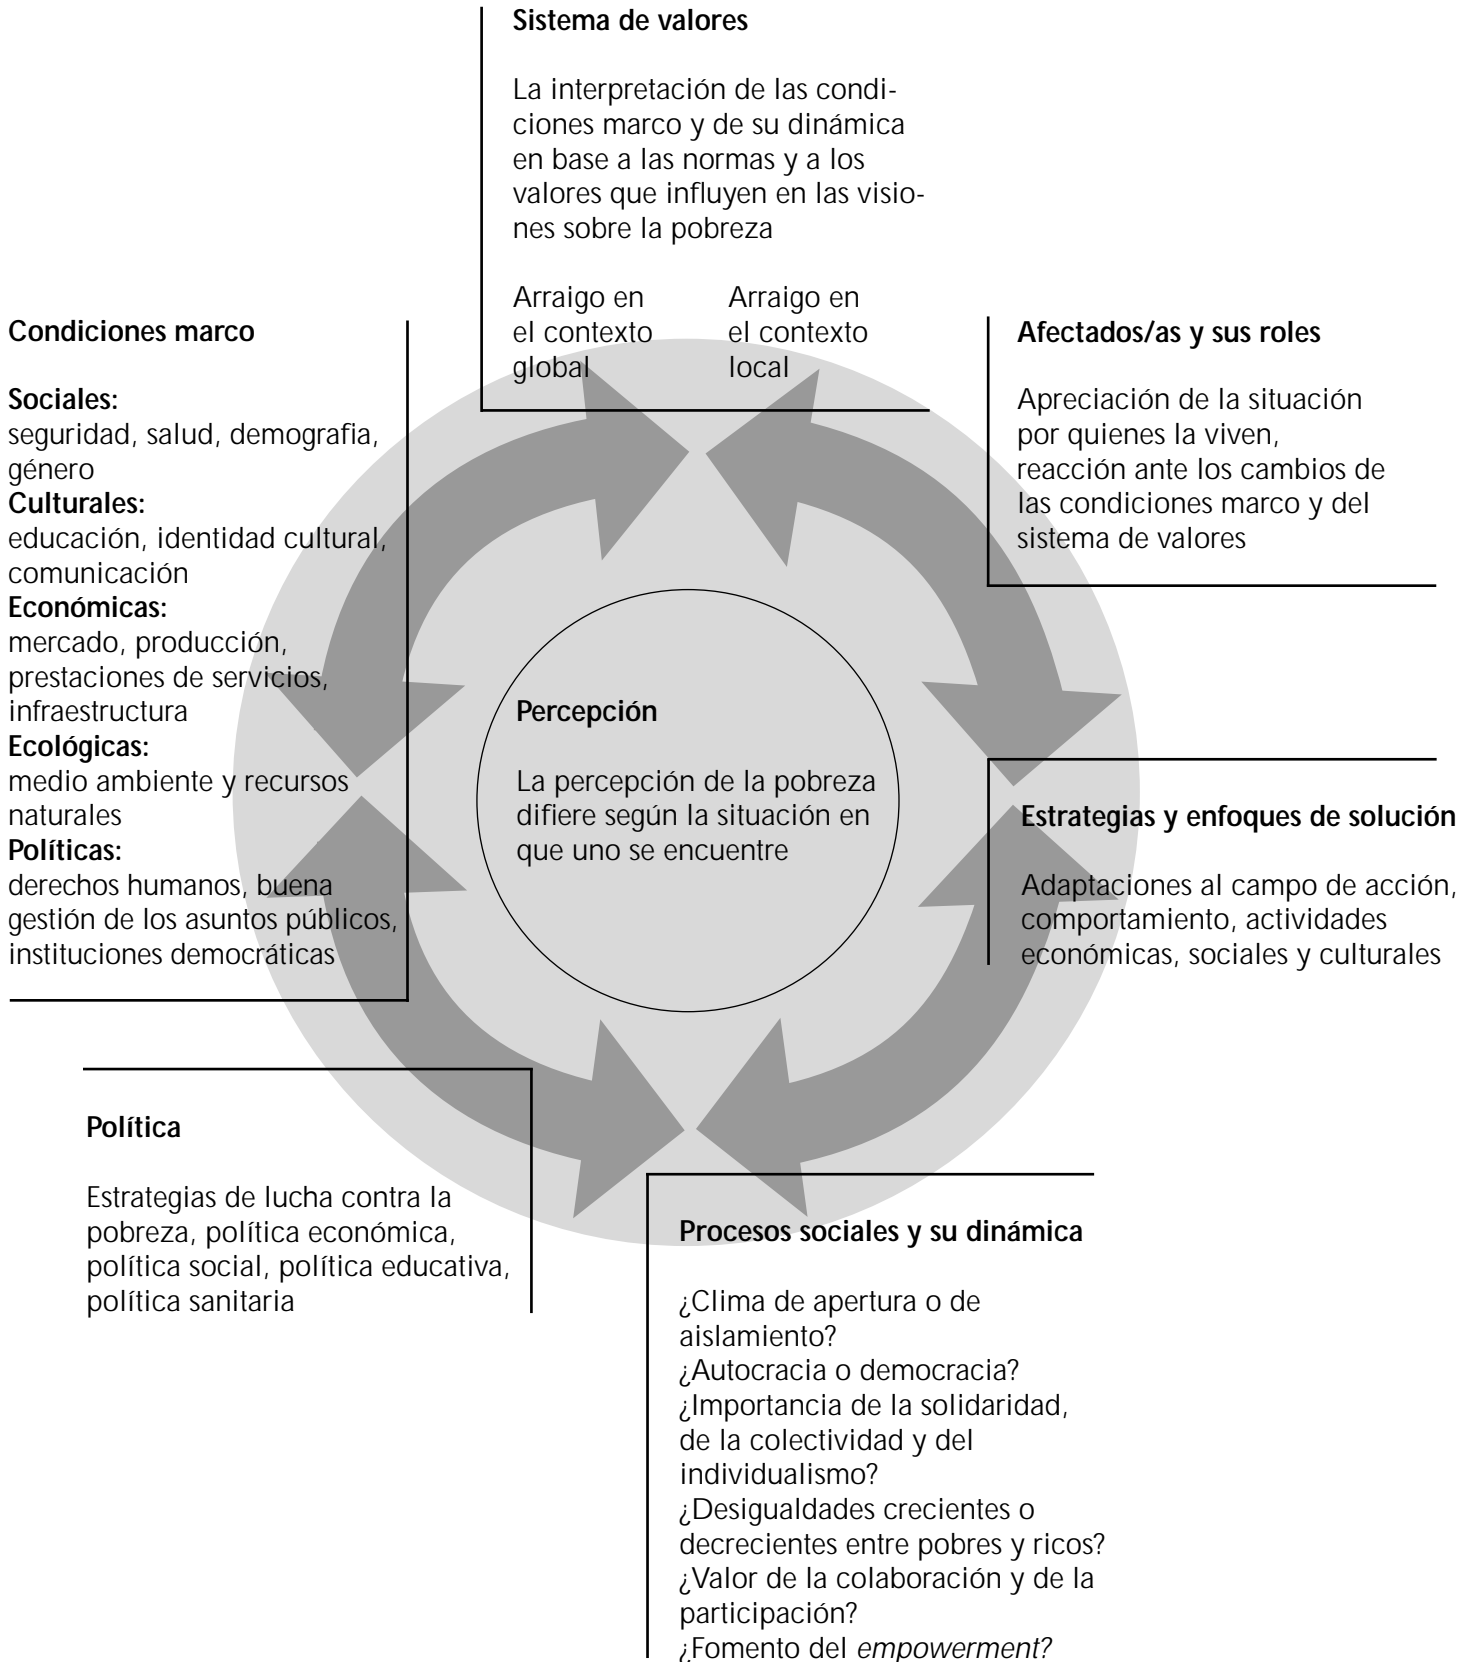 Sistema de valores
La interpretación de las condi-
ciones marco y de su dinámica
en base a las normas y a los
valores que influyen en las visio-
nes sobre la pobreza
Arraigo en
el contexto
global
Arraigo en
el contexto
local
Condiciones marco
Sociales:
seguridad, salud, demografia,
género
Culturales:
educación, identidad cultural,
comunicación
Económicas:
mercado, producción,
prestaciones de servicios,
infraestructura
Ecológicas:
medio ambiente y recursos
naturales
Políticas:
derechos humanos, buena
gestión de los asuntos públicos,
instituciones democráticas
Afectados/as y sus roles
Apreciación de la situación
por quienes la viven,
reacción ante los cambios de
las condiciones marco y del
sistema de valores
Percepción
La percepción de la pobreza
difiere según la situación en
que uno se encuentre
Estrategias y enfoques de solución
Adaptaciones al campo de acción,
comportamiento, actividades
económicas, sociales y culturales
Política
Estrategias de lucha contra la
pobreza, política económica,
política social, política educativa,
política sanitaria
Procesos sociales y su dinámica
¿Clima de apertura o de
aislamiento?
¿Autocracia o democracia?
¿Importancia de la solidaridad,
de la colectividad y del
individualismo?
¿Desigualdades crecientes o
decrecientes entre pobres y ricos?
¿Valor de la colaboración y de la
participación?
¿Fomento del empowerment?